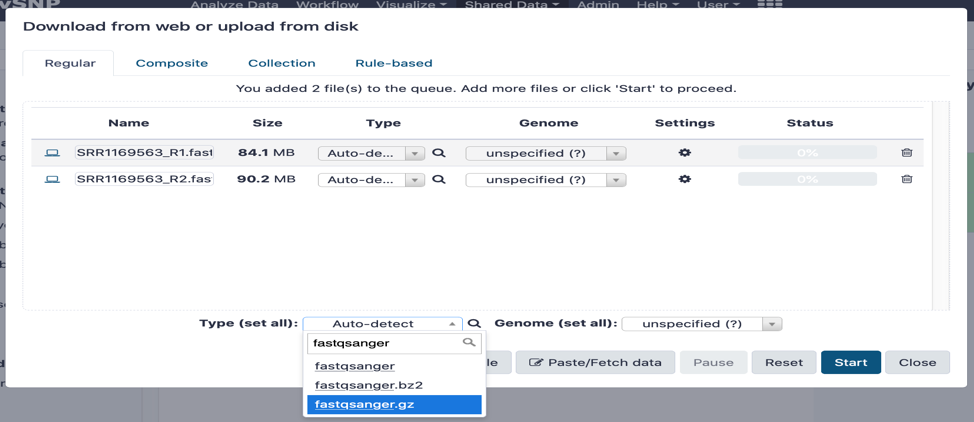 vSNP Analyze Data Workflow Visualize Shared Data Admin Help User
Download from web or upload from disk
Regular Composite Collection Rule-based
You added 2 file(s) to the queue. Add more files or click 'Start' to proceed.
Name Size Type Genome Settings Status
SRR1169563_R1.fast 84.1 MB Auto-de... unspecified (?) 0%
SRR1169563_R2.fas 90.2 MB Auto-de... unspecified (?) 0%
Type (set all): Auto-detect Genome (set all): unspecified (?)
fastqsanger
fastqsanger
fastqsanger.bz2
fastqsanger.gz
le Paste/Fetch data Pause Reset Start Close